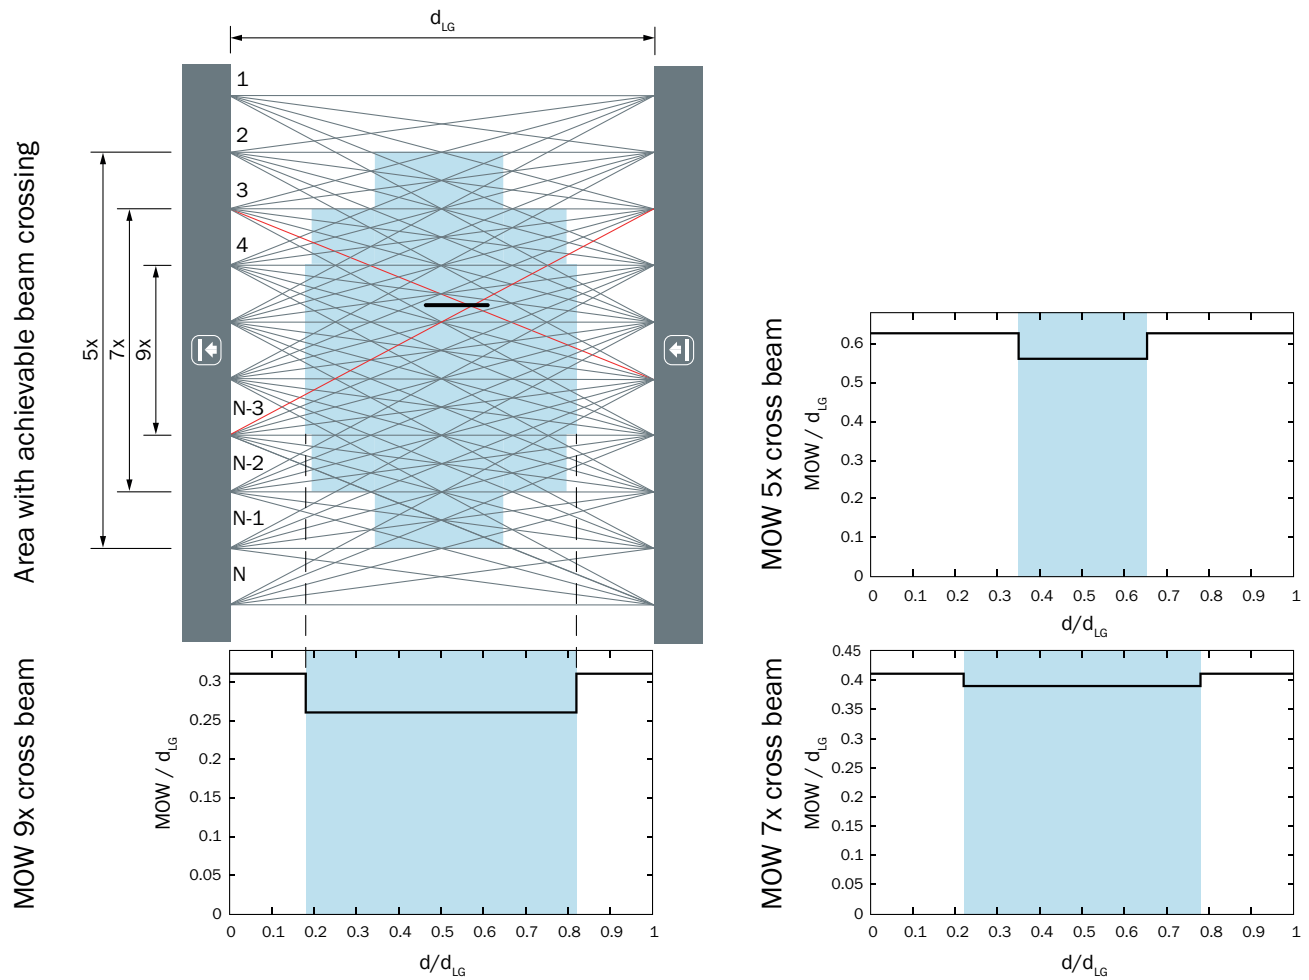 d_LG
Area with achievable beam crossing
5x
7x
9x
1
2
3
4
N-3
N-2
N-1
N
MOW 5x cross beam
MOW / d_LG
0.6
0.5
0.4
0.3
0.2
0.1
0
0 0.1 0.2 0.3 0.4 0.5 0.6 0.7 0.8 0.9 1
d/d_LG
MOW 9x cross beam
MOW / d_LG
0.3
0.25
0.2
0.15
0.1
0.05
0
0 0.1 0.2 0.3 0.4 0.5 0.6 0.7 0.8 0.9 1
d/d_LG
MOW 7x cross beam
MOW / d_LG
0.45
0.4
0.35
0.3
0.25
0.2
0.15
0.1
0.05
0
0 0.1 0.2 0.3 0.4 0.5 0.6 0.7 0.8 0.9 1
d/d_LG